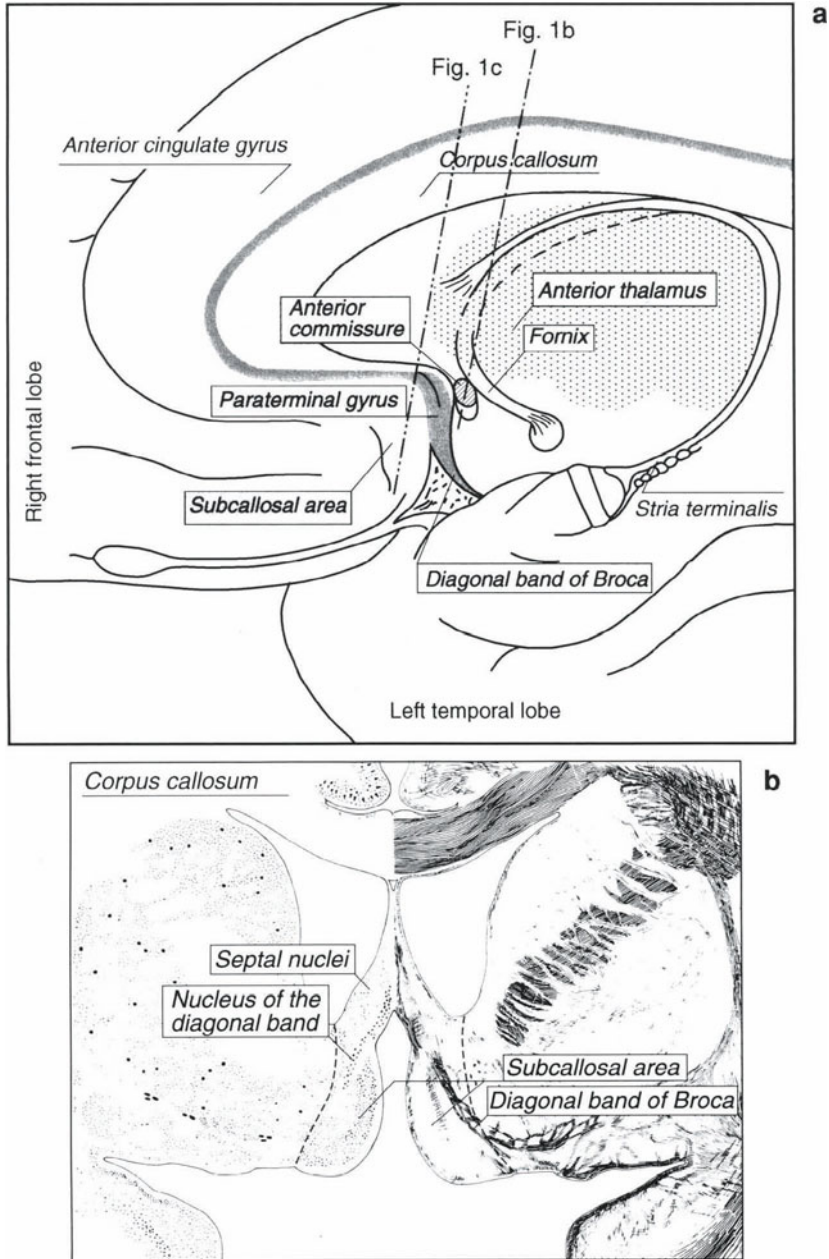 a
Fig. 1b
Fig. 1c
Anterior cingulate gyrus
Corpus callosum
Anterior
commissure
Anterior thalamus
Fornix
Paraterminal gyrus
Right frontal lobe
Subcallosal area
Stria terminalis
Diagonal band of Broca
Left temporal lobe
b
Corpus callosum
Septal nuclei
Nucleus of the
diagonal band
Subcallosal area
Diagonal band of Broca